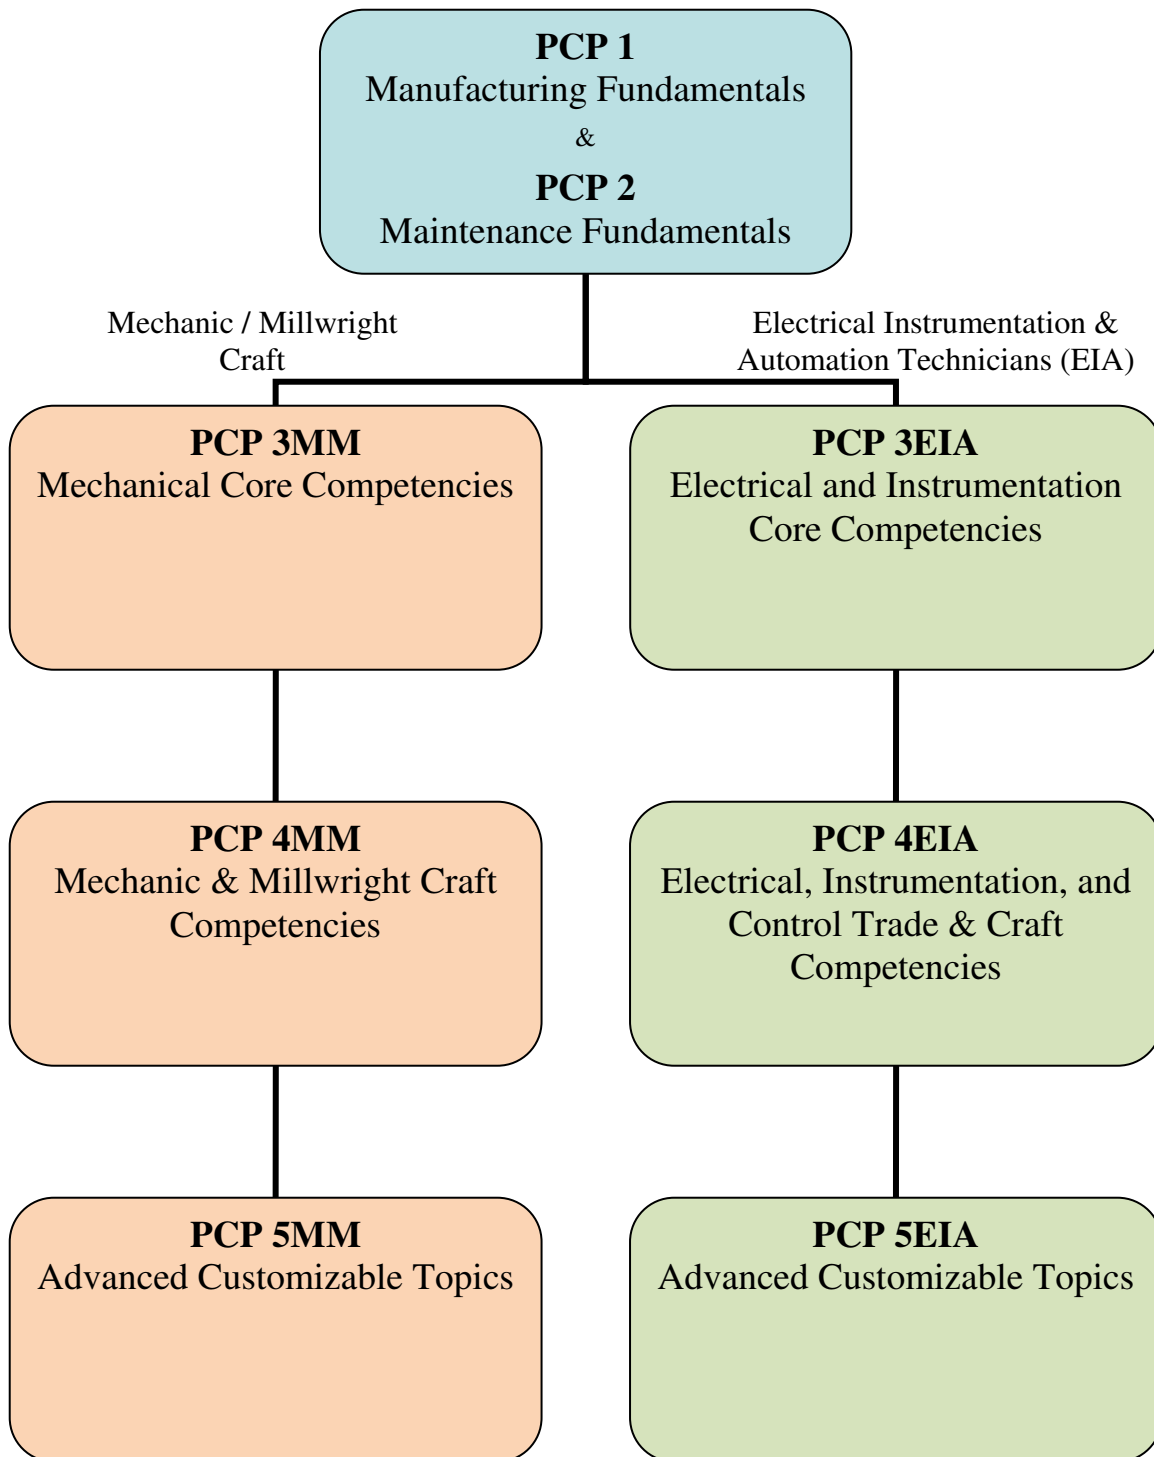 PCP 1
Manufacturing Fundamentals
&
PCP 2
Maintenance Fundamentals
Mechanic / Millwright
Craft
Electrical Instrumentation &
Automation Technicians (EIA)
PCP 3MM
Mechanical Core Competencies
PCP 3EIA
Electrical and Instrumentation
Core Competencies
PCP 4MM
Mechanic & Millwright Craft
Competencies
PCP 4EIA
Electrical, Instrumentation, and
Control Trade & Craft
Competencies
PCP 5MM
Advanced Customizable Topics
PCP 5EIA
Advanced Customizable Topics